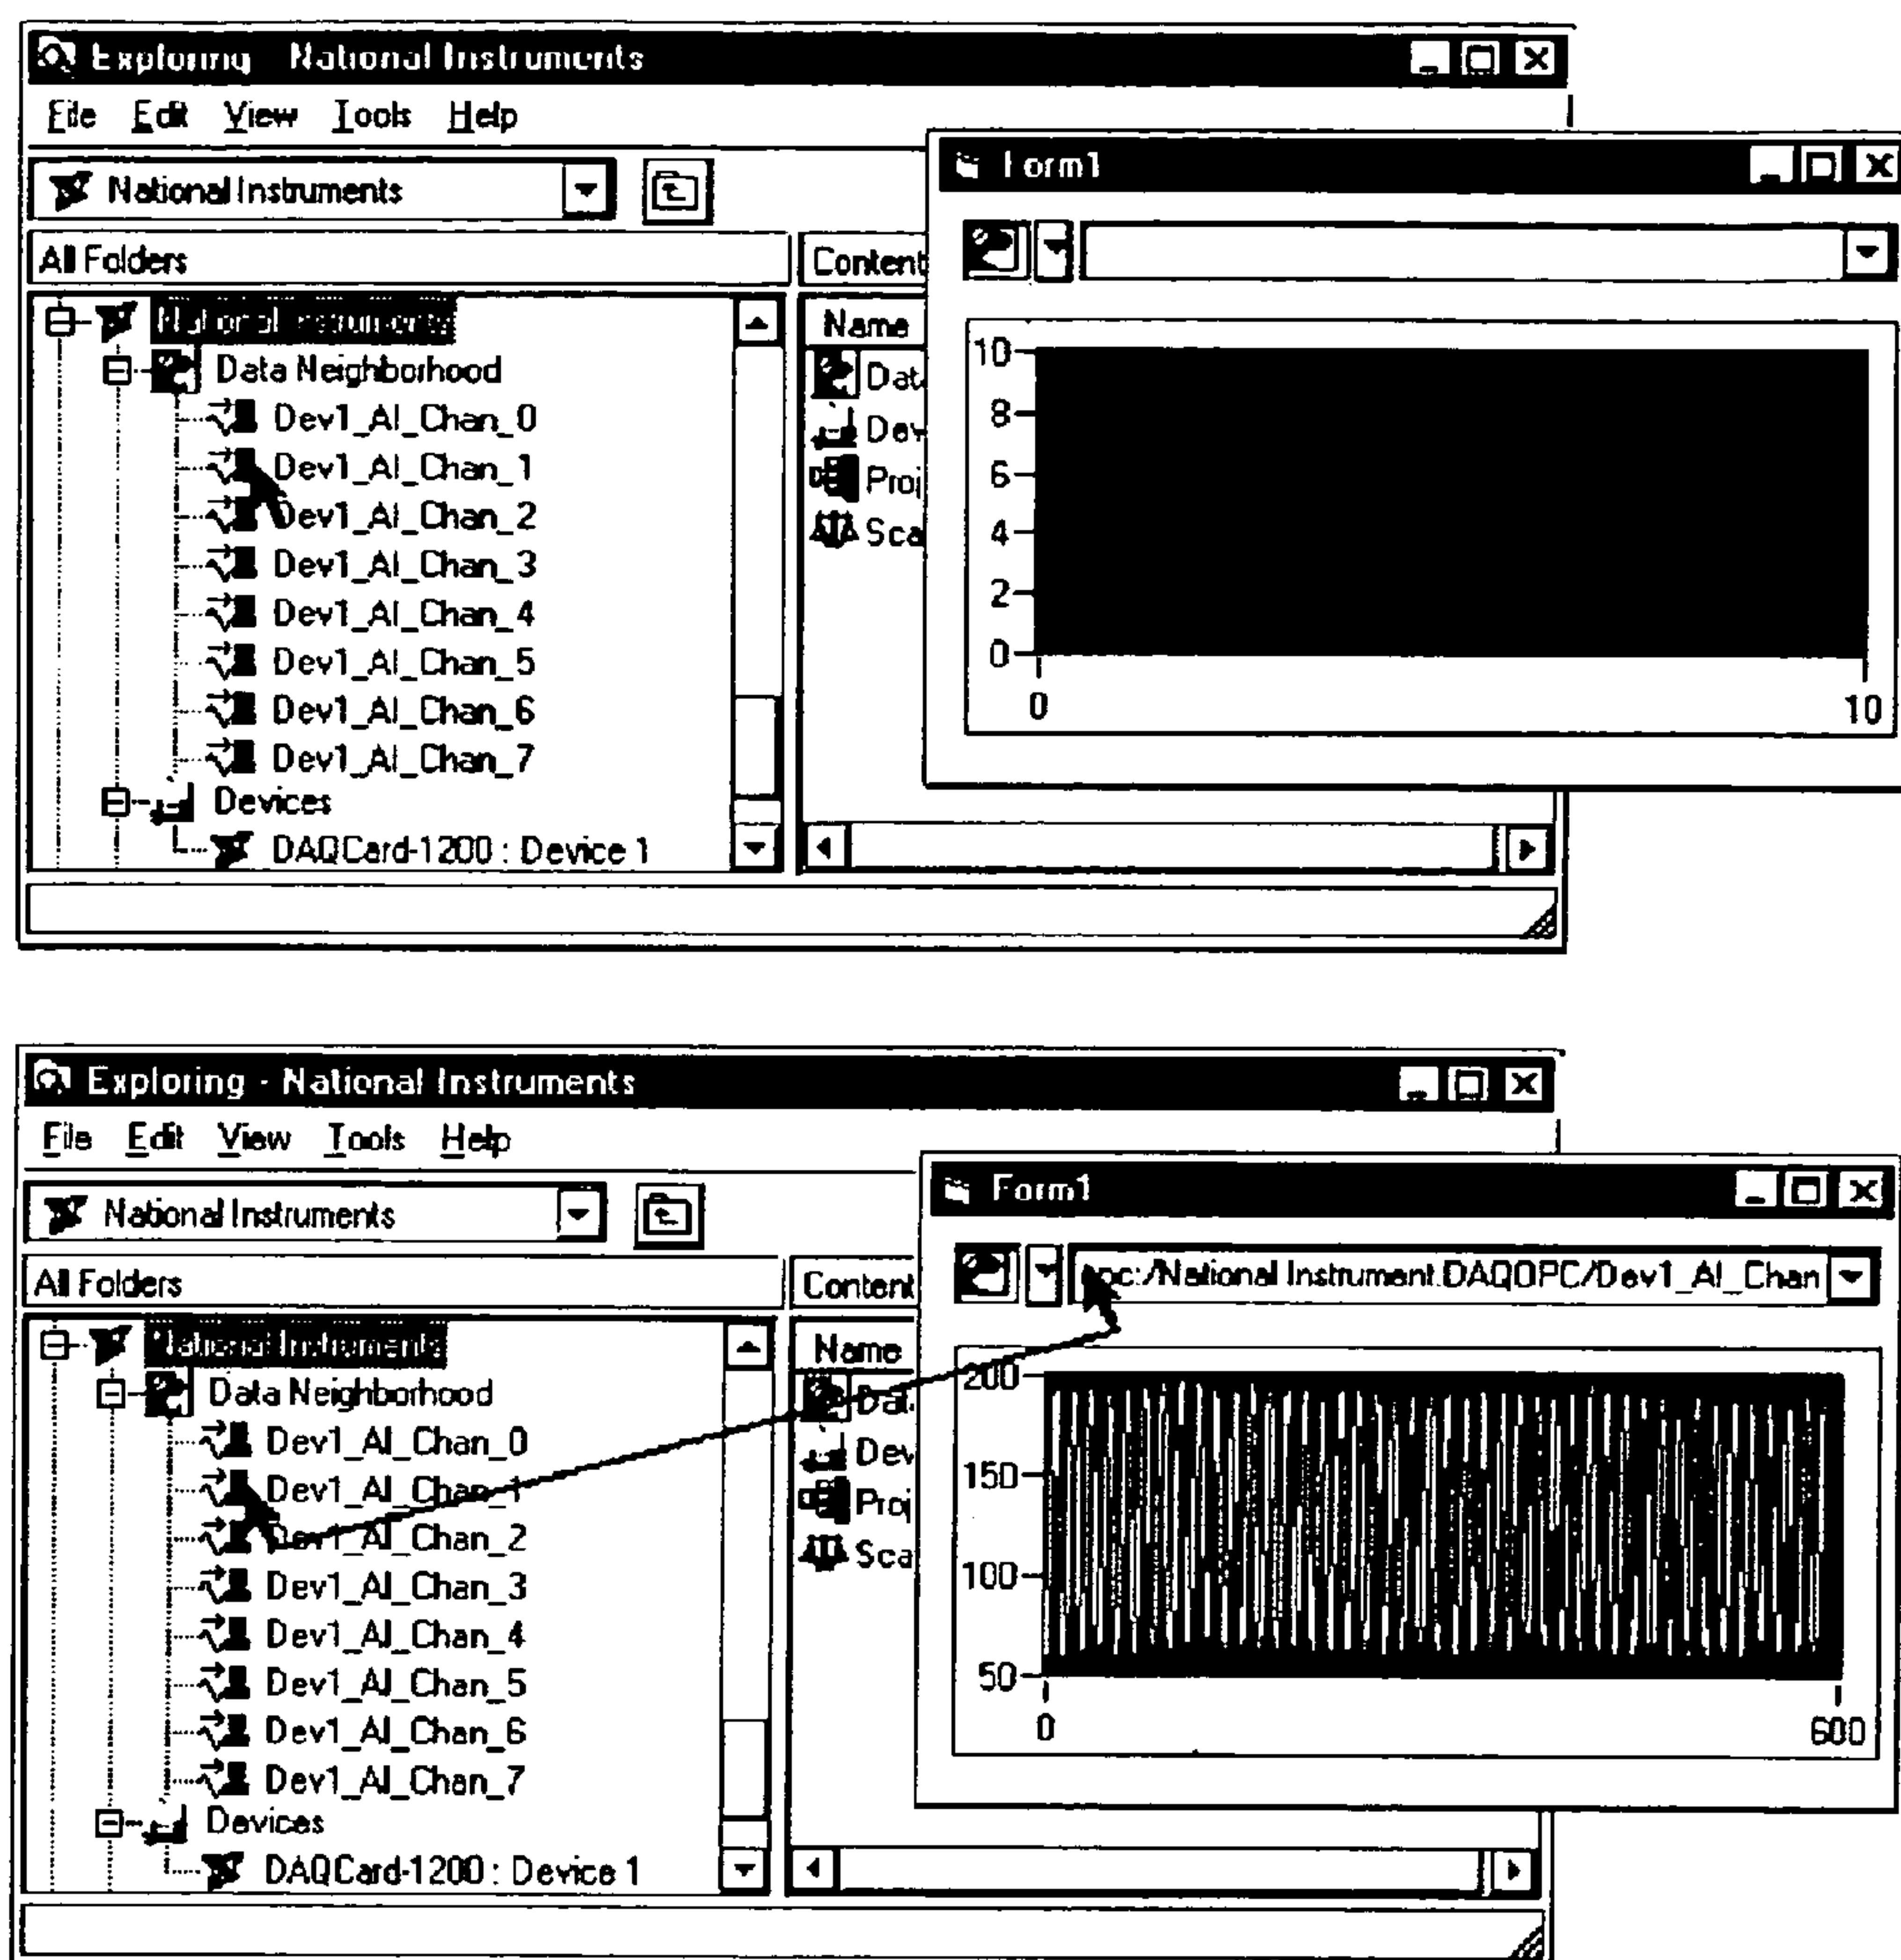 Exploring National Instruments
File Edit View Tools Help
National Instruments
All Folders
Content
National Instruments
Data Neighborhood
Dev1_AI_Chan_0
Dev1_AI_Chan_1
Dev1_AI_Chan_2
Dev1_AI_Chan_3
Dev1_AI_Chan_4
Dev1_AI_Chan_5
Dev1_AI_Chan_6
Dev1_AI_Chan_7
Devices
DAQCard-1200 : Device 1
Name
Dat
Dev
Proj
Sca
Form1
10
8
6
4
2
0
0 10
Exploring - National Instruments
File Edit View Tools Help
National Instruments
All Folders
Content
National Instruments
Data Neighborhood
Dev1_AI_Chan_0
Dev1_AI_Chan_1
Dev1_AI_Chan_2
Dev1_AI_Chan_3
Dev1_AI_Chan_4
Dev1_AI_Chan_5
Dev1_AI_Chan_6
Dev1_AI_Chan_7
Devices
DAQCard-1200 : Device 1
Name
Dat
Dev
Proj
Sca
Form1
Instrument.DAQOPC/Dev1_AI_Chan
200
150
100
50
0 600